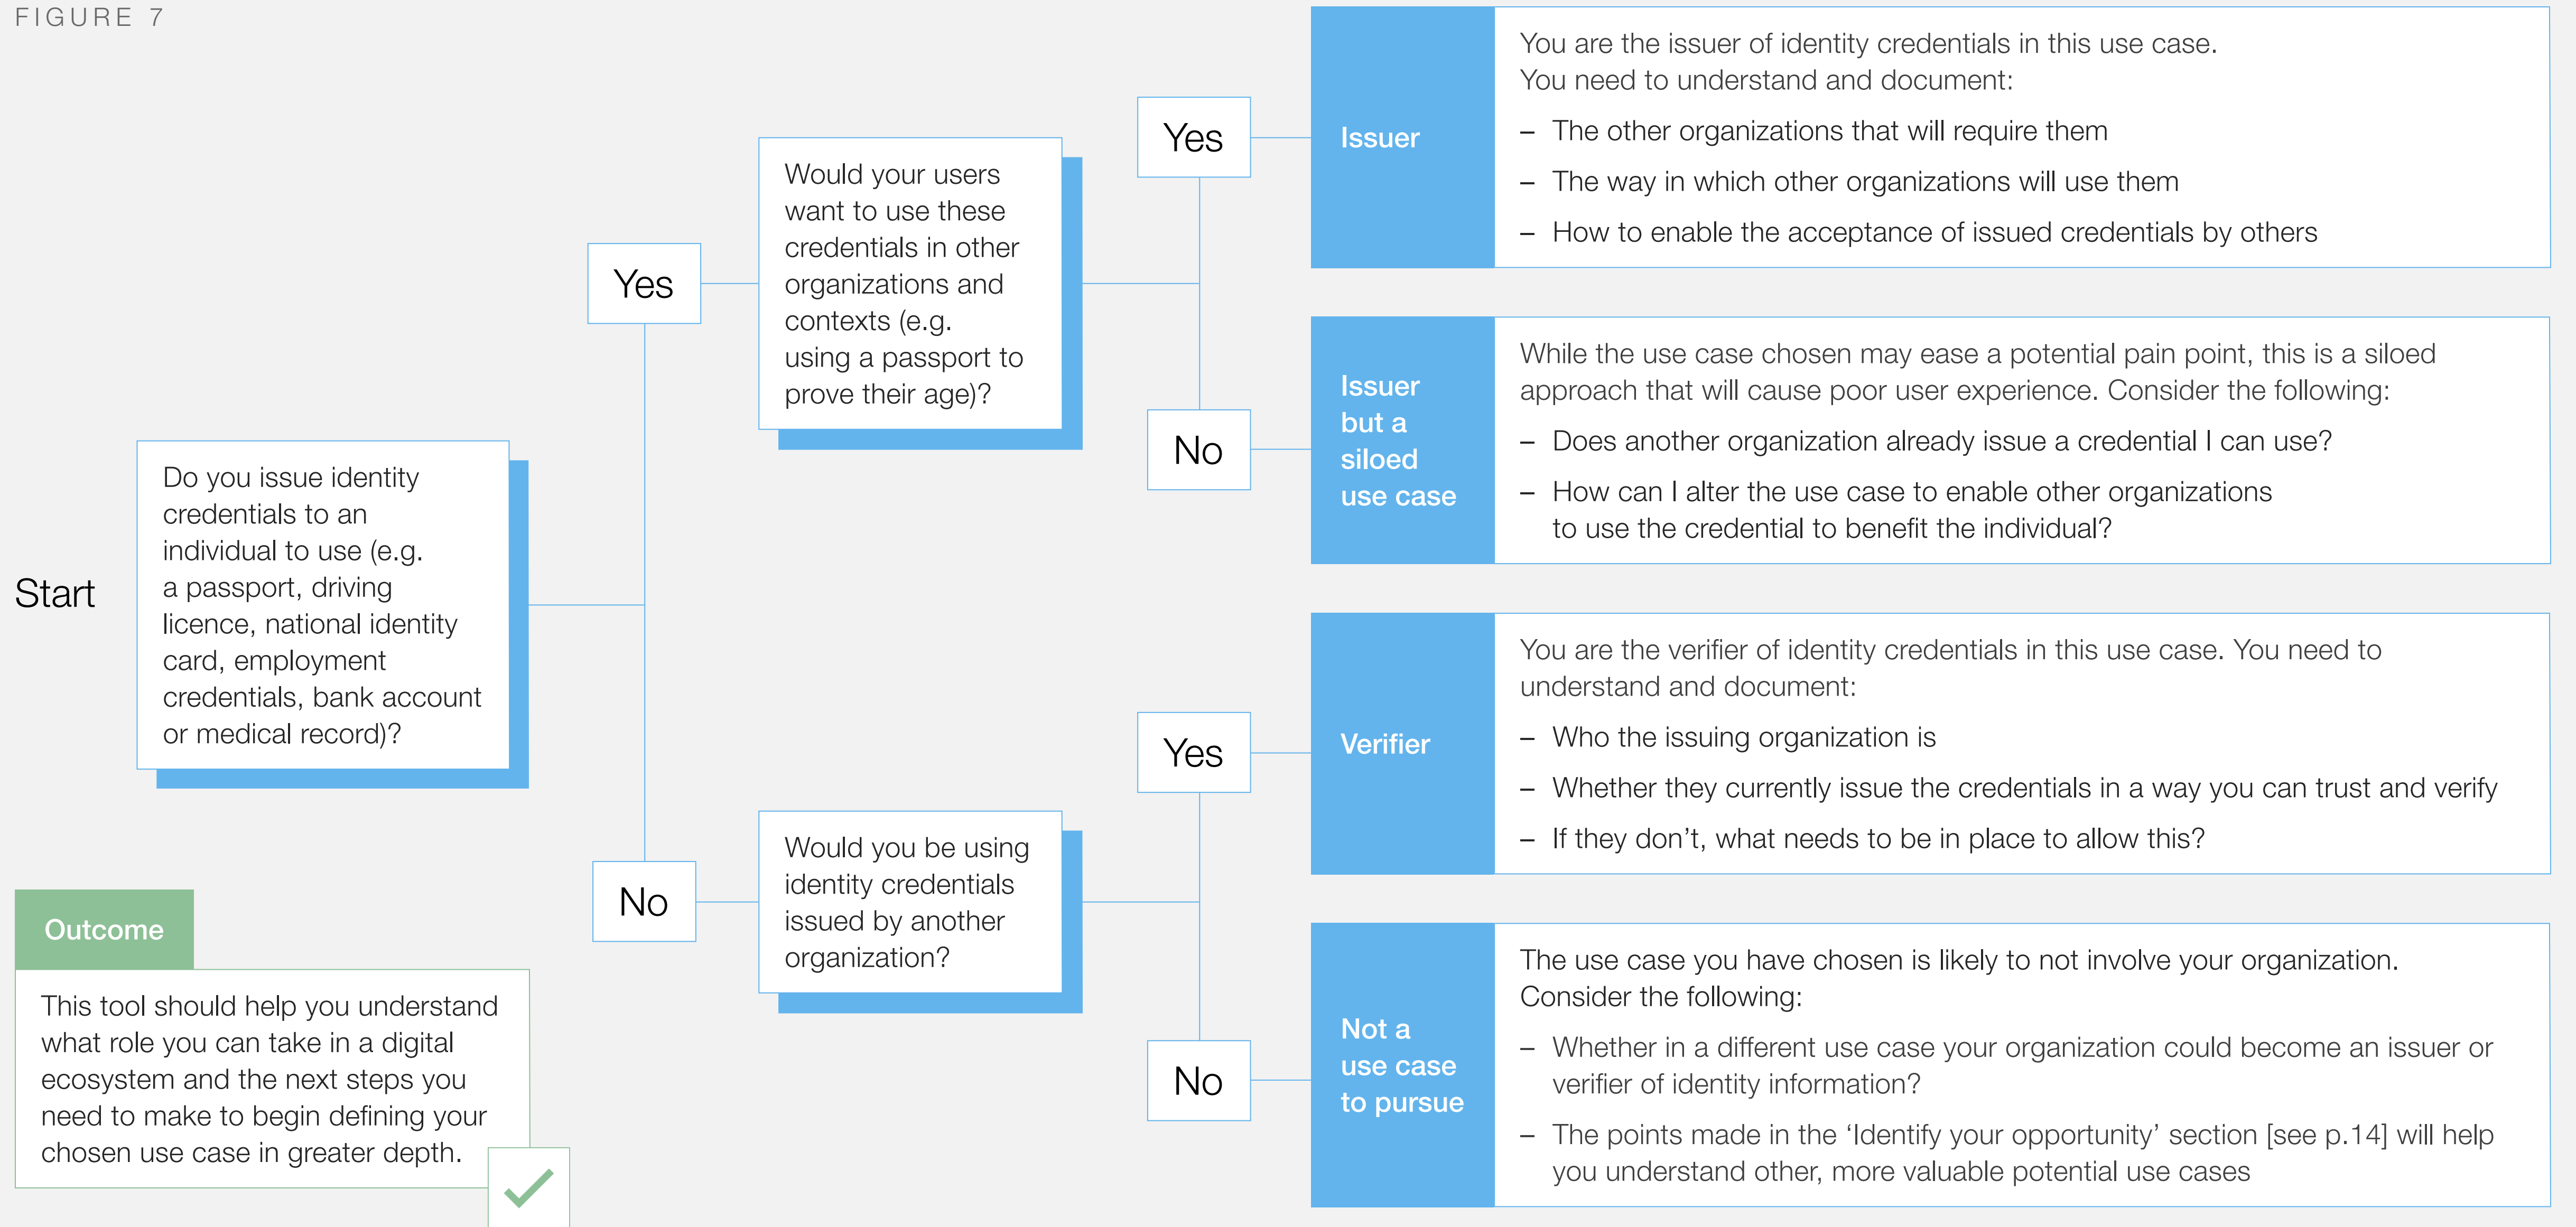 FIGURE 7
Start
Do you issue identity
credentials to an
individual to use (e.g.
a passport, driving
licence, national identity
card, employment
credentials, bank account
or medical record)?
Yes
Would your users
want to use these
credentials in other
organizations and
contexts (e.g.
using a passport to
prove their age)?
Yes
Issuer
You are the issuer of identity credentials in this use case.
You need to understand and document:
– The other organizations that will require them
– The way in which other organizations will use them
– How to enable the acceptance of issued credentials by others
No
Issuer
but a
siloed
use case
While the use case chosen may ease a potential pain point, this is a siloed
approach that will cause poor user experience. Consider the following:
– Does another organization already issue a credential I can use?
– How can I alter the use case to enable other organizations
to use the credential to benefit the individual?
No
Would you be using
identity credentials
issued by another
organization?
Yes
Verifier
You are the verifier of identity credentials in this use case. You need to
understand and document:
– Who the issuing organization is
– Whether they currently issue the credentials in a way you can trust and verify
– If they don’t, what needs to be in place to allow this?
No
Not a
use case
to pursue
The use case you have chosen is likely to not involve your organization.
Consider the following:
– Whether in a different use case your organization could become an issuer or
verifier of identity information?
– The points made in the ‘Identify your opportunity’ section [see p.14] will help
you understand other, more valuable potential use cases
Outcome
This tool should help you understand
what role you can take in a digital
ecosystem and the next steps you
need to make to begin defining your
chosen use case in greater depth.